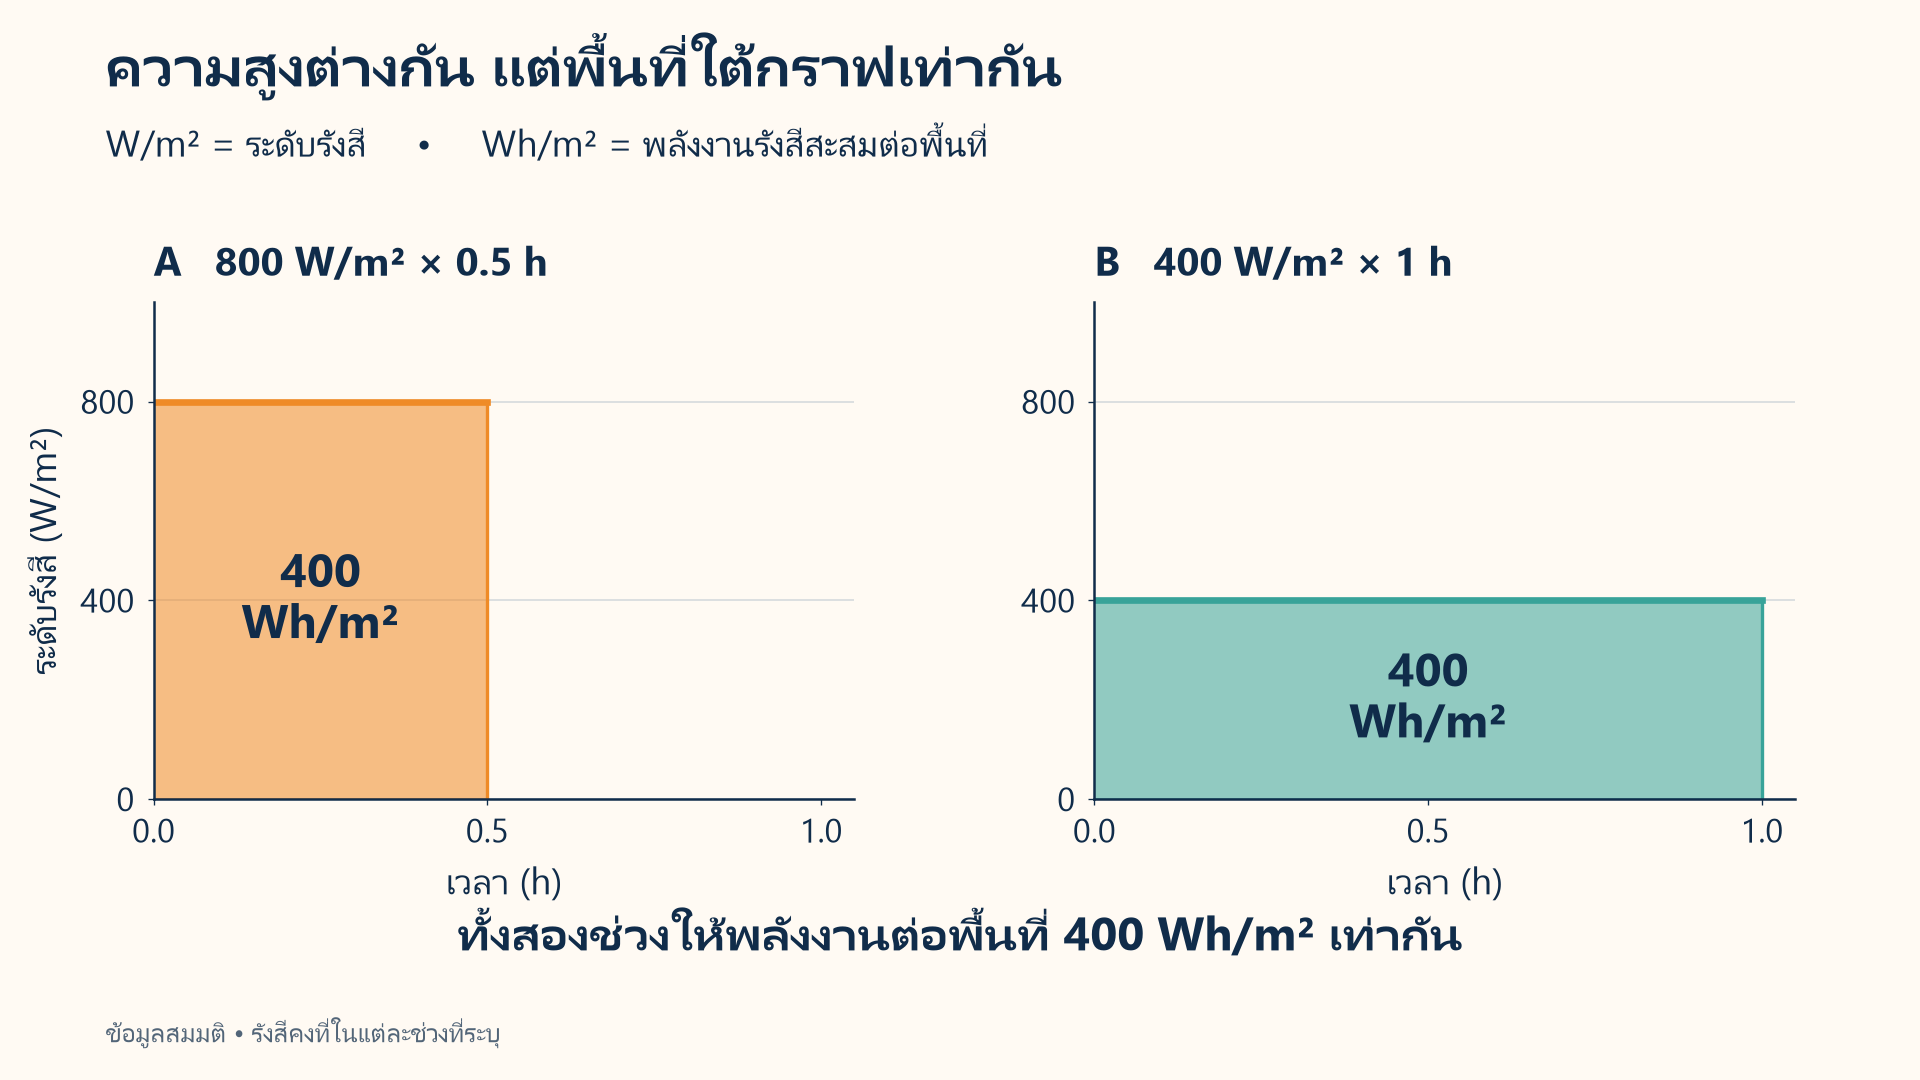 ความสูงต่างกัน แต่พื้นที่ใต้กราฟเท่ากัน
W/m² = ระดับรังสี • Wh/m² = พลังงานรังสีสะสมต่อพื้นที่
A 800 W/m² × 0.5 h
ระดับรังสี (W/m²)
800
400
0
400
Wh/m²
0.0 0.5 1.0
เวลา (h)
B 400 W/m² × 1 h
800
400
0
400
Wh/m²
0.0 0.5 1.0
เวลา (h)
ทั้งสองช่วงให้พลังงานต่อพื้นที่ 400 Wh/m² เท่ากัน
ข้อมูลสมมติ • รังสีคงที่ในแต่ละช่วงที่ระบุ